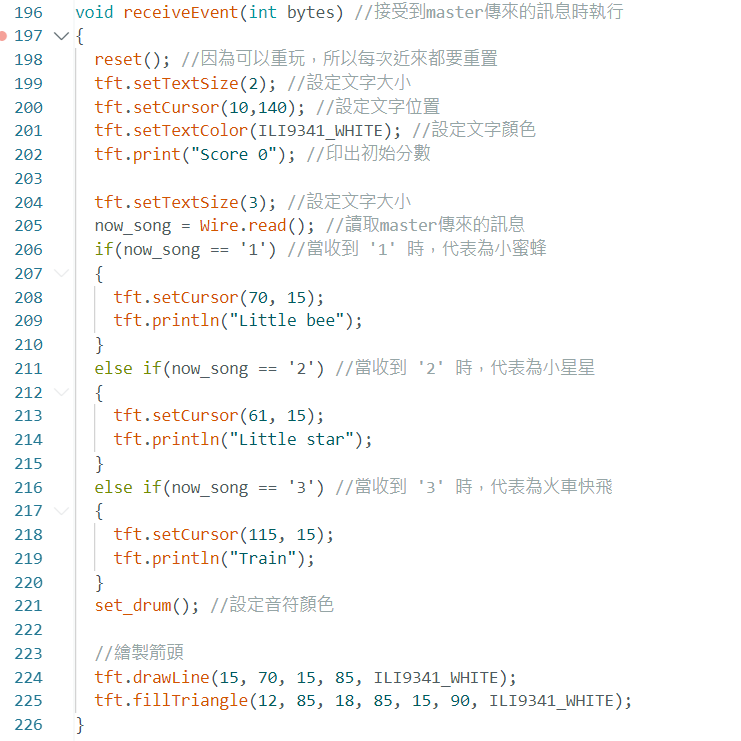 196 void receiveEvent(int bytes) //接受到master傳來的訊息時執行
197 {
198 reset(); //因為可以重玩，所以每次近來都要重置
199 tft.setTextSize(2); //設定文字大小
200 tft.setCursor(10,140); //設定文字位置
201 tft.setTextColor(ILI9341_WHITE); //設定文字顏色
202 tft.print("Score 0"); //印出初始分數
203
204 tft.setTextSize(3); //設定文字大小
205 now_song = Wire.read(); //讀取master傳來的訊息
206 if(now_song == '1') //當收到 '1' 時，代表為小蜜蜂
207 {
208 tft.setCursor(70, 15);
209 tft.println("Little bee");
210 }
211 else if(now_song == '2') //當收到 '2' 時，代表為小星星
212 {
213 tft.setCursor(61, 15);
214 tft.println("Little star");
215 }
216 else if(now_song == '3') //當收到 '3' 時，代表為火車快飛
217 {
218 tft.setCursor(115, 15);
219 tft.println("Train");
220 }
221 set_drum(); //設定音符顏色
222
223 //繪製箭頭
224 tft.drawLine(15, 70, 15, 85, ILI9341_WHITE);
225 tft.fillTriangle(12, 85, 18, 85, 15, 90, ILI9341_WHITE);
226 }